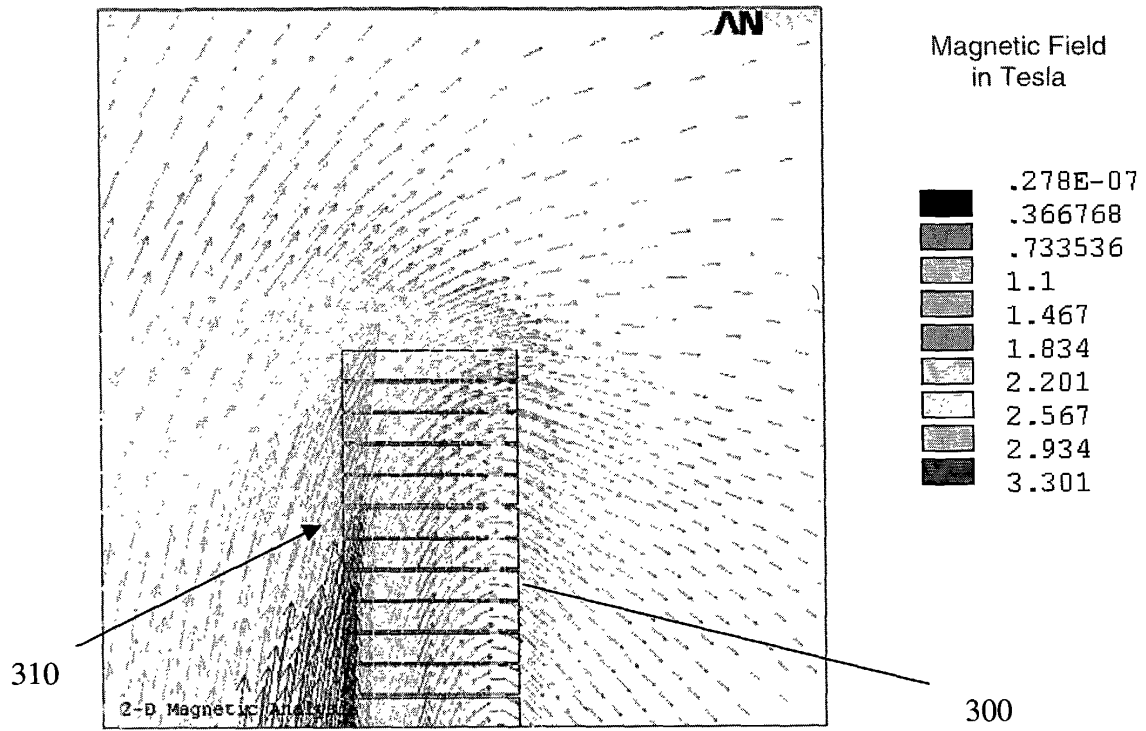 AN
Magnetic Field
in Tesla
.278E-07
.366768
.733536
1.1
1.467
1.834
2.201
2.567
2.934
3.301
310
2-D Magnetic
300